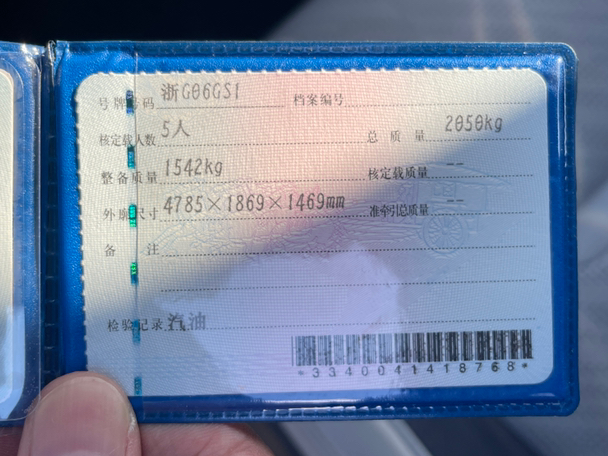 号牌号码 浙G06GS1 档案编号
核定载人数 5人 总质量 2050kg
整备质量 1542kg 核定载质量 --
外廓尺寸 4785×1869×1469mm 准牵引总质量 --
备注
检验记录 汽油
*3340041418768*